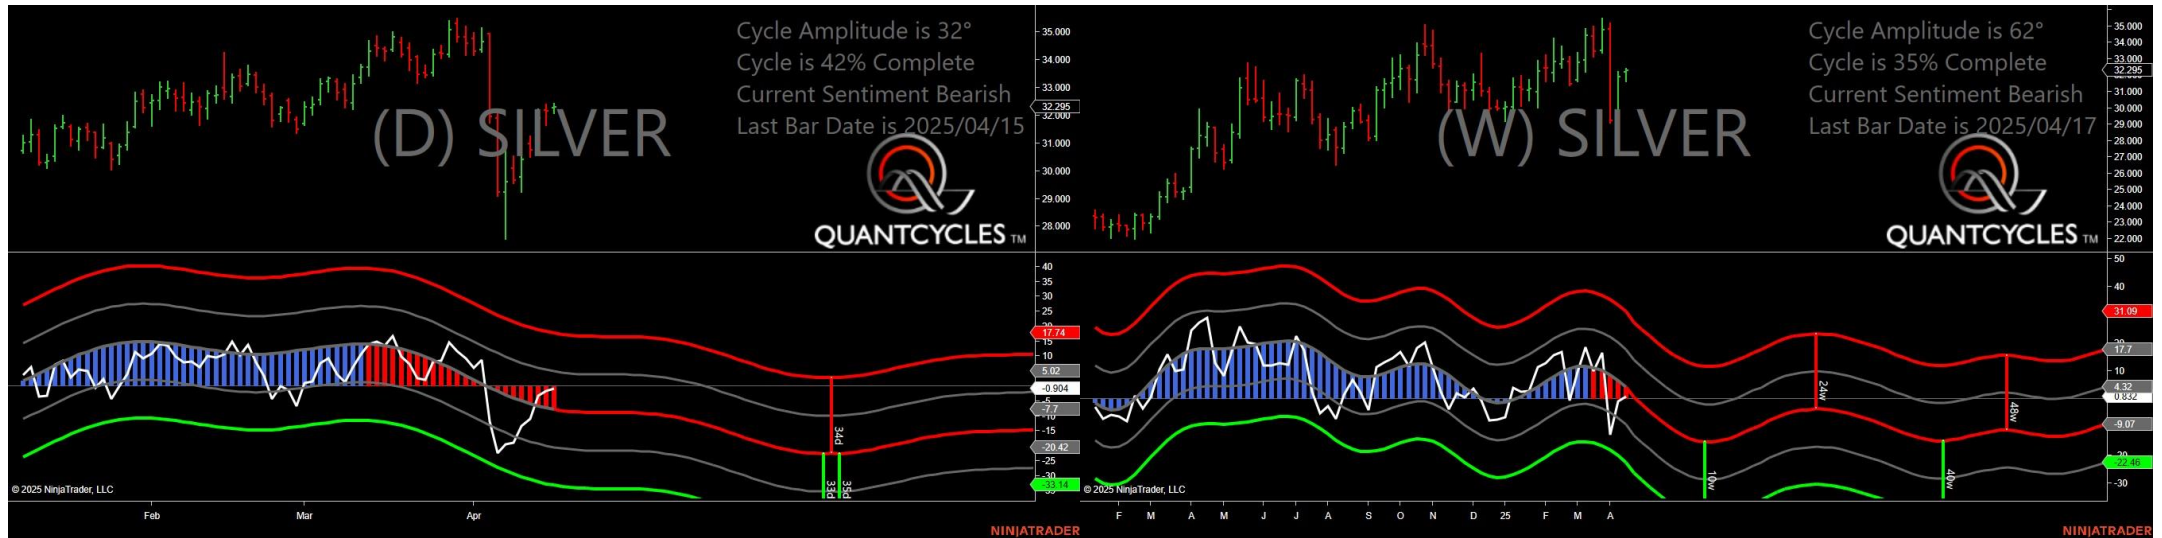 Cycle Amplitude is 32°
Cycle is 42% Complete
Current Sentiment Bearish
Last Bar Date is 2025/04/15
(D) SILVER
QUANTCYCLES TM
35.000
34.000
33.000
32.295
32.000
31.000
30.000
29.000
28.000
40
35
30
25
17.74
15
10
5.02
-0.904
-7.7
-15
-20.42
-25
-30
-33.14
34d
33d
35d
© 2025 NinjaTrader, LLC
Feb
Mar
Apr
NINJATRADER
Cycle Amplitude is 62°
Cycle is 35% Complete
Current Sentiment Bearish
Last Bar Date is 2025/04/17
(W) SILVER
QUANTCYCLES TM
35.000
34.000
33.000
32.295
31.000
30.000
29.000
28.000
27.000
26.000
25.000
24.000
23.000
22.000
50
40
31.09
17.7
10
4.32
0.832
-9.07
-22.46
-30
24w
48w
10w
40w
© 2025 NinjaTrader, LLC
F M A M J J A S O N D 25 F M A
NINJATRADER